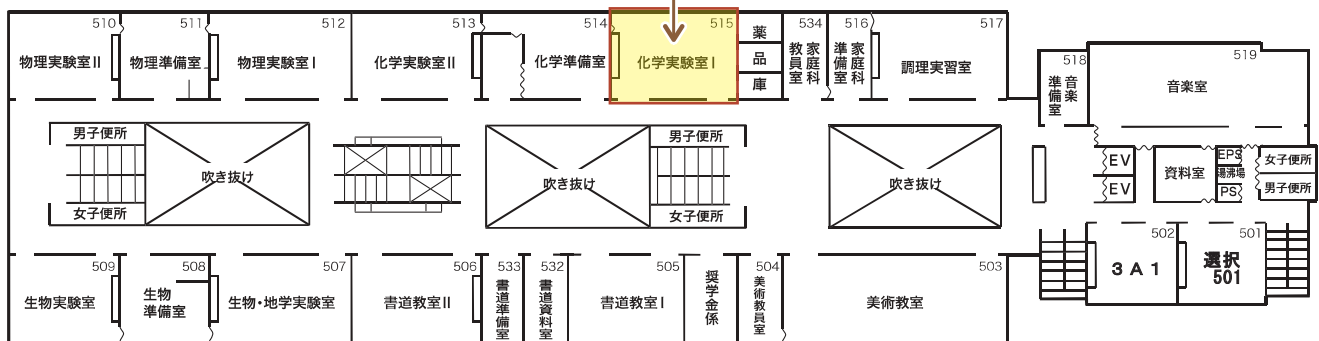 510
511
512
513
514
515
534
516
517
518
519
物理実験室Ⅱ
物理準備室
物理実験室Ⅰ
化学実験室Ⅱ
化学準備室
化学実験室Ⅰ
薬品庫
家庭科教員室
家庭科準備室
調理実習室
音楽準備室
音楽室
男子便所
吹き抜け
女子便所
吹き抜け
男子便所
女子便所
吹き抜け
EV
EV
資料室
EPS
湯沸場
PS
女子便所
男子便所
509
508
507
506
533
532
505
504
503
502
501
生物実験室
生物準備室
生物・地学実験室
書道教室Ⅱ
書道準備室
書道資料室
書道教室Ⅰ
奨学金係
美術教員室
美術教室
3A1
選択
501